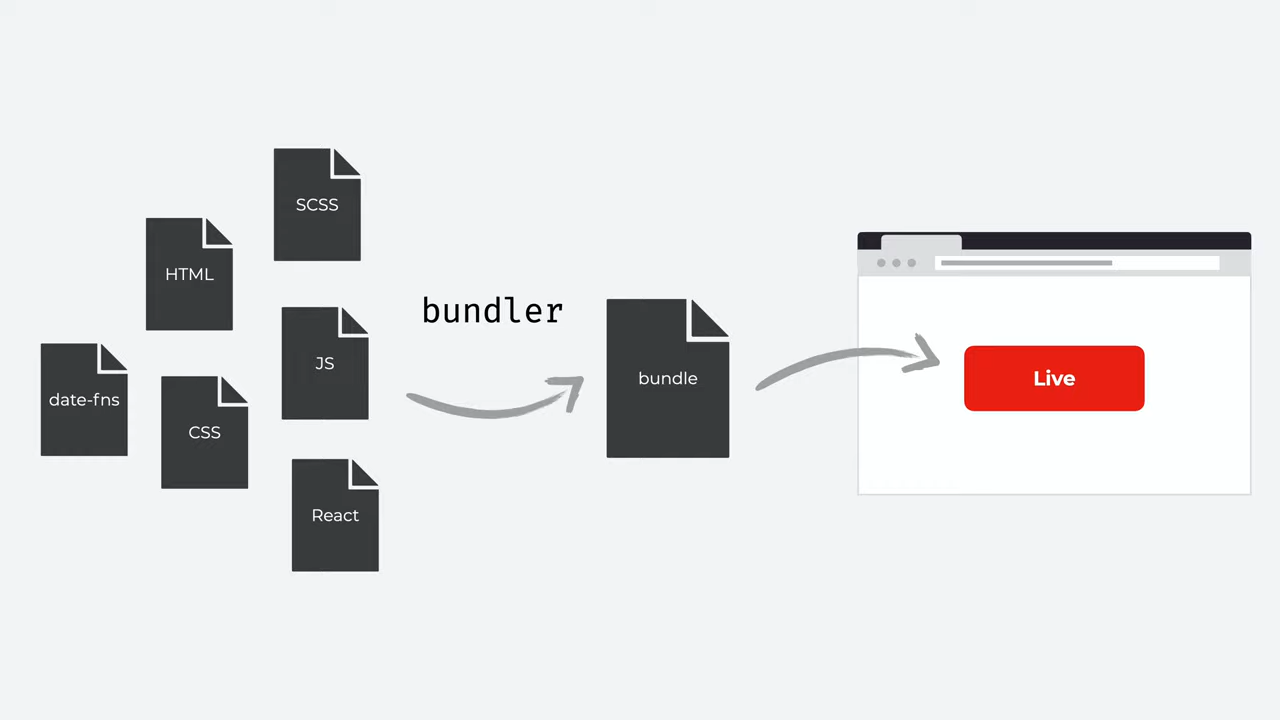 SCSS
HTML
JS
date-fns
CSS
React
bundler
bundle
Live